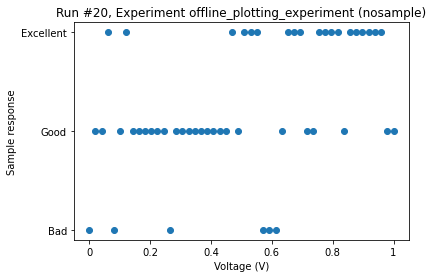 Run #20, Experiment offline_plotting_experiment (nosample)
Excellent
Good
Bad
Sample response
0 0.2 0.4 0.6 0.8 1
Voltage (V)